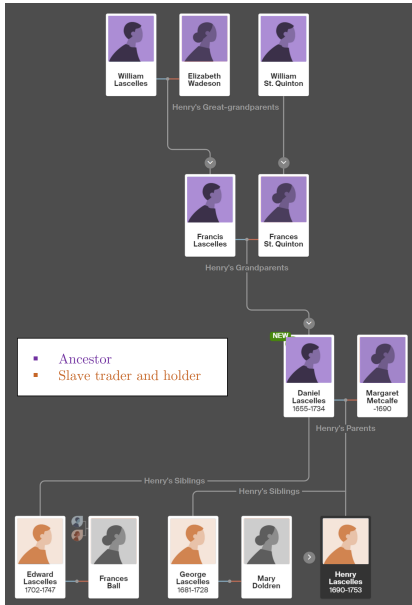 William
Lascelles
Elizabeth
Wadeson
William
St. Quinton
Henry's Great-grandparents
Francis
Lascelles
Frances
St. Quinton
Henry's Grandparents
NEW
Daniel
Lascelles
1655-1734
Margaret
Metcalfe
-1690
Ancestor
Slave trader and holder
Henry's Parents
Henry's Siblings
Henry's Siblings
Edward
Lascelles
1702-1747
Frances
Ball
George
Lascelles
1681-1728
Mary
Doldren
Henry
Lascelles
1690-1753